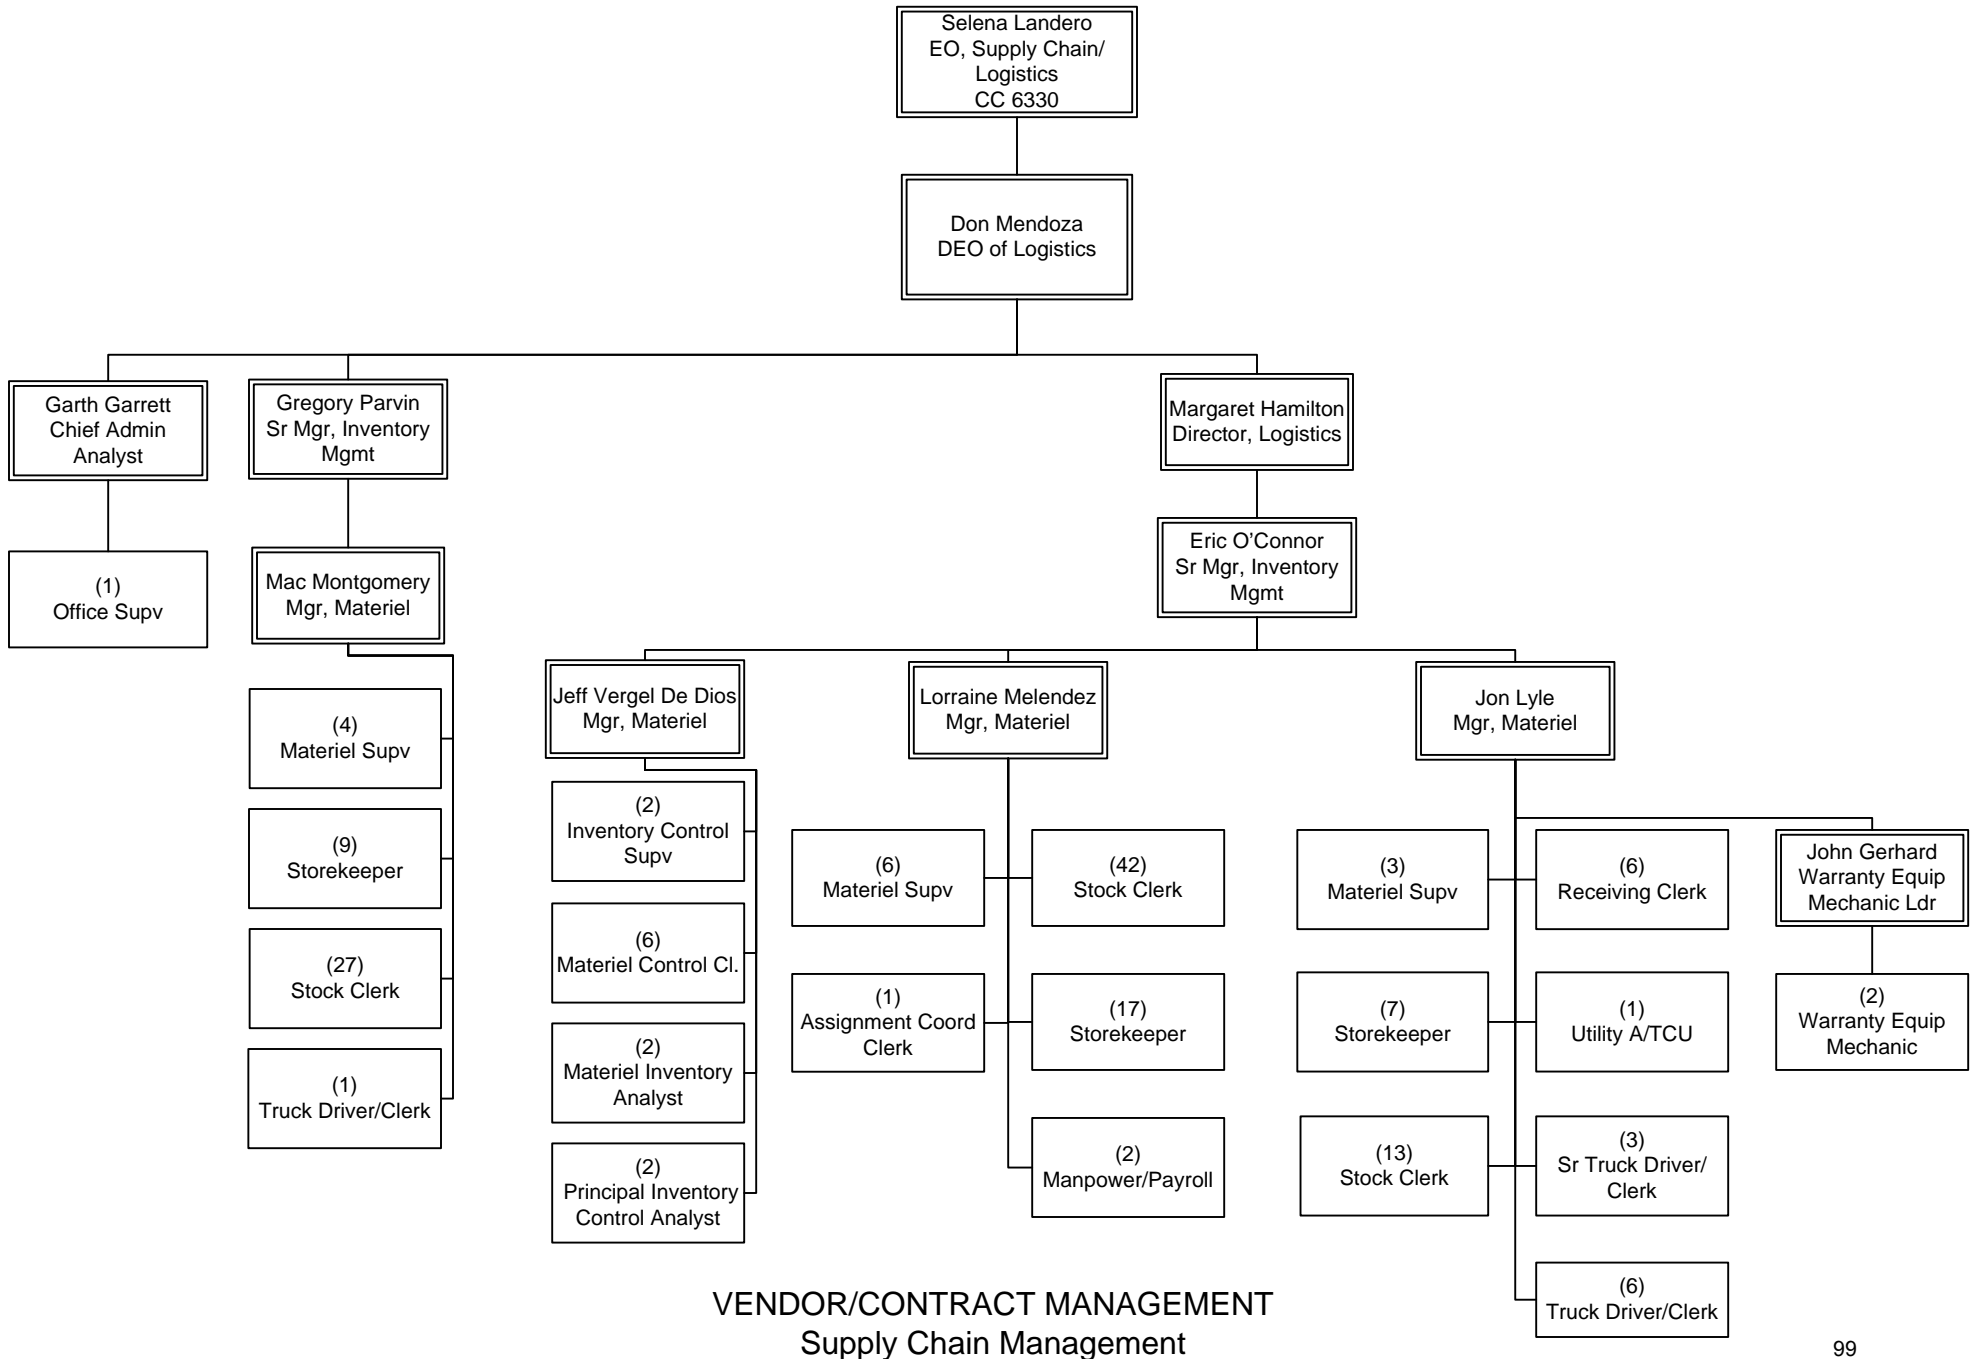 Selena Landero
EO, Supply Chain/
Logistics
CC 6330
Don Mendoza
DEO of Logistics
Garth Garrett
Chief Admin
Analyst
Gregory Parvin
Sr Mgr, Inventory
Mgmt
Margaret Hamilton
Director, Logistics
(1)
Office Supv
Mac Montgomery
Mgr, Materiel
Eric O’Connor
Sr Mgr, Inventory
Mgmt
(4)
Materiel Supv
(9)
Storekeeper
(27)
Stock Clerk
(1)
Truck Driver/Clerk
Jeff Vergel De Dios
Mgr, Materiel
(2)
Inventory Control
Supv
(6)
Materiel Control Cl.
(2)
Materiel Inventory
Analyst
(2)
Principal Inventory
Control Analyst
Lorraine Melendez
Mgr, Materiel
(6)
Materiel Supv
(42)
Stock Clerk
(1)
Assignment Coord
Clerk
(17)
Storekeeper
(2)
Manpower/Payroll
Jon Lyle
Mgr, Materiel
(3)
Materiel Supv
(6)
Receiving Clerk
John Gerhard
Warranty Equip
Mechanic Ldr
(7)
Storekeeper
(1)
Utility A/TCU
(2)
Warranty Equip
Mechanic
(13)
Stock Clerk
(3)
Sr Truck Driver/
Clerk
(6)
Truck Driver/Clerk
VENDOR/CONTRACT MANAGEMENT
Supply Chain Management
99